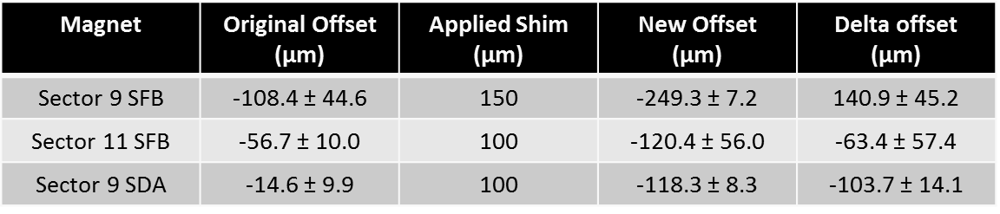 Magnet Original Offset (µm) Applied Shim (µm) New Offset (µm) Delta offset (µm)
Sector 9 SFB -108.4 ± 44.6 150 -249.3 ± 7.2 140.9 ± 45.2
Sector 11 SFB -56.7 ± 10.0 100 -120.4 ± 56.0 -63.4 ± 57.4
Sector 9 SDA -14.6 ± 9.9 100 -118.3 ± 8.3 -103.7 ± 14.1